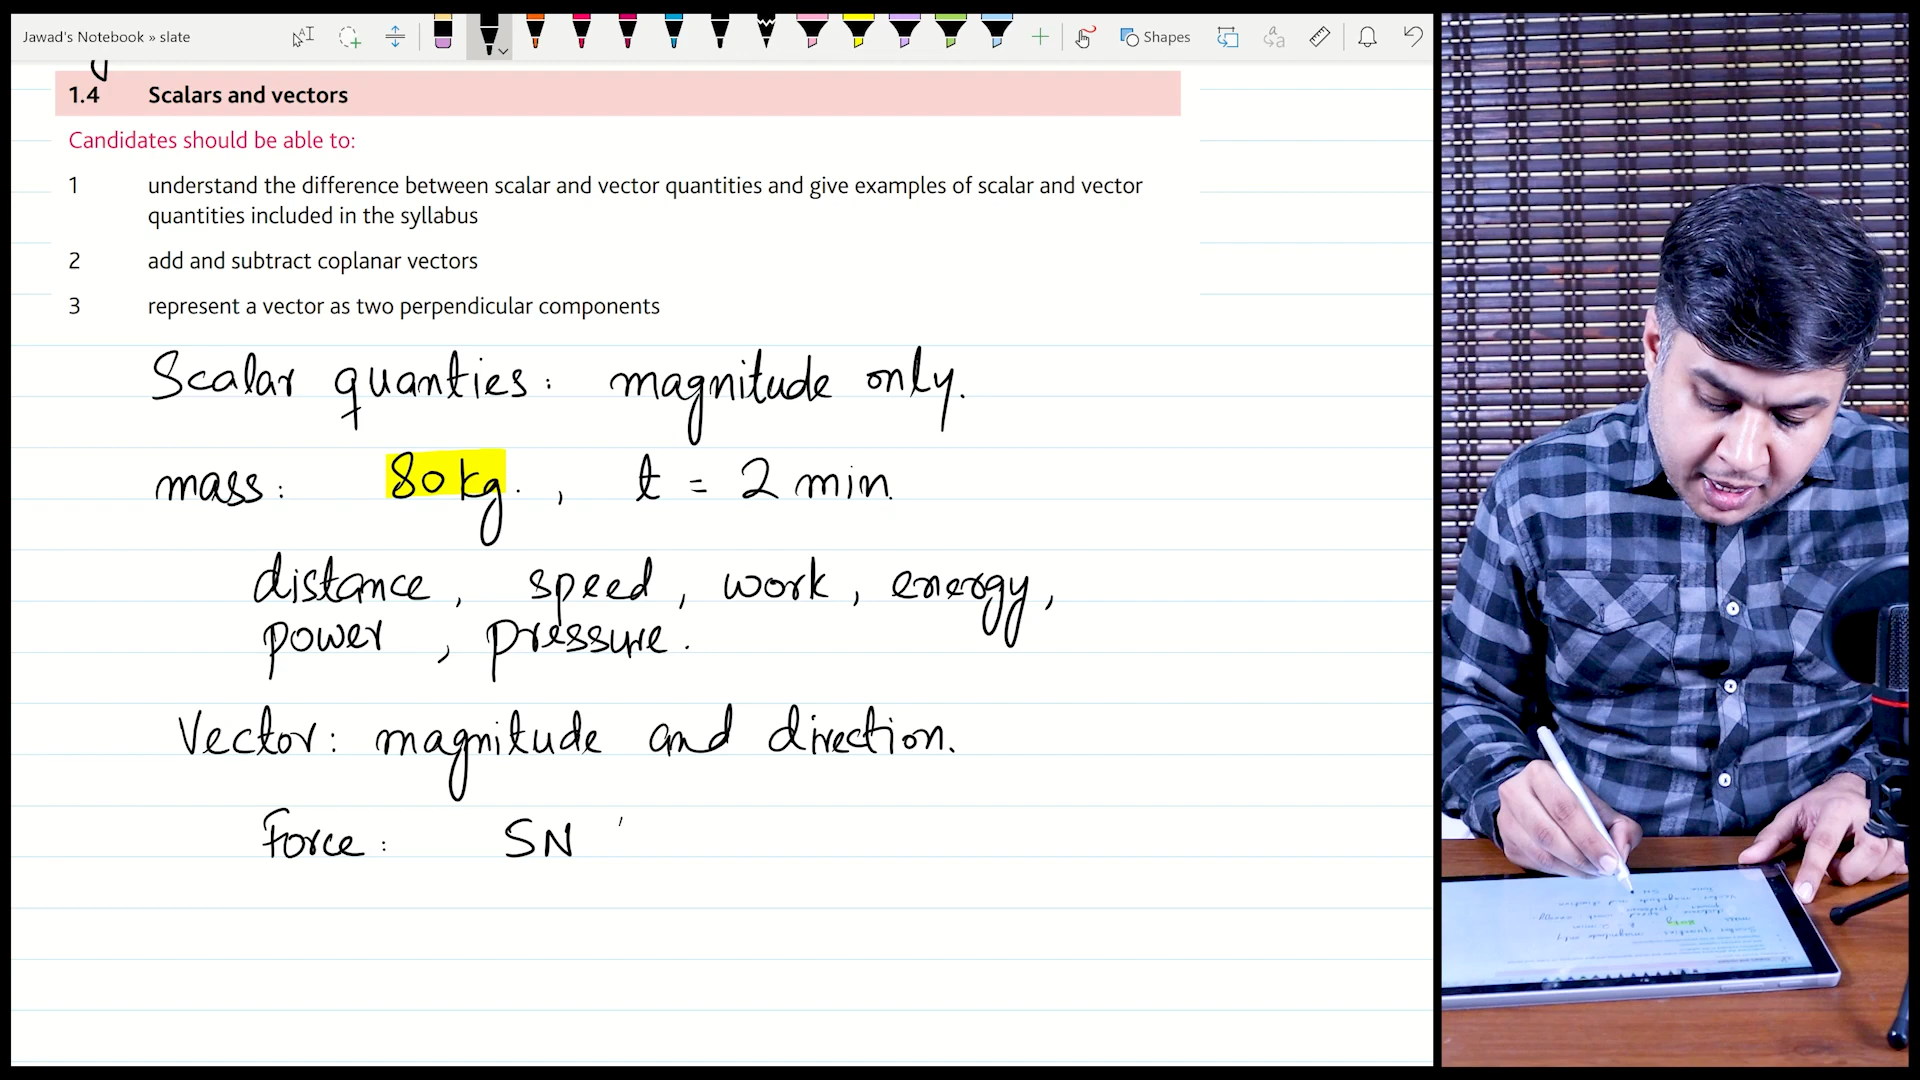 Jawad's Notebook » slate
Shapes
1.4 Scalars and vectors
Candidates should be able to:
1 understand the difference between scalar and vector quantities and give examples of scalar and vector
quantities included in the syllabus
2 add and subtract coplanar vectors
3 represent a vector as two perpendicular components
Scalar quanties: magnitude only.
mass: 80 kg. , t = 2 min.
distance, speed, work, energy,
power, pressure.
Vector: magnitude and direction.
Force: 5N